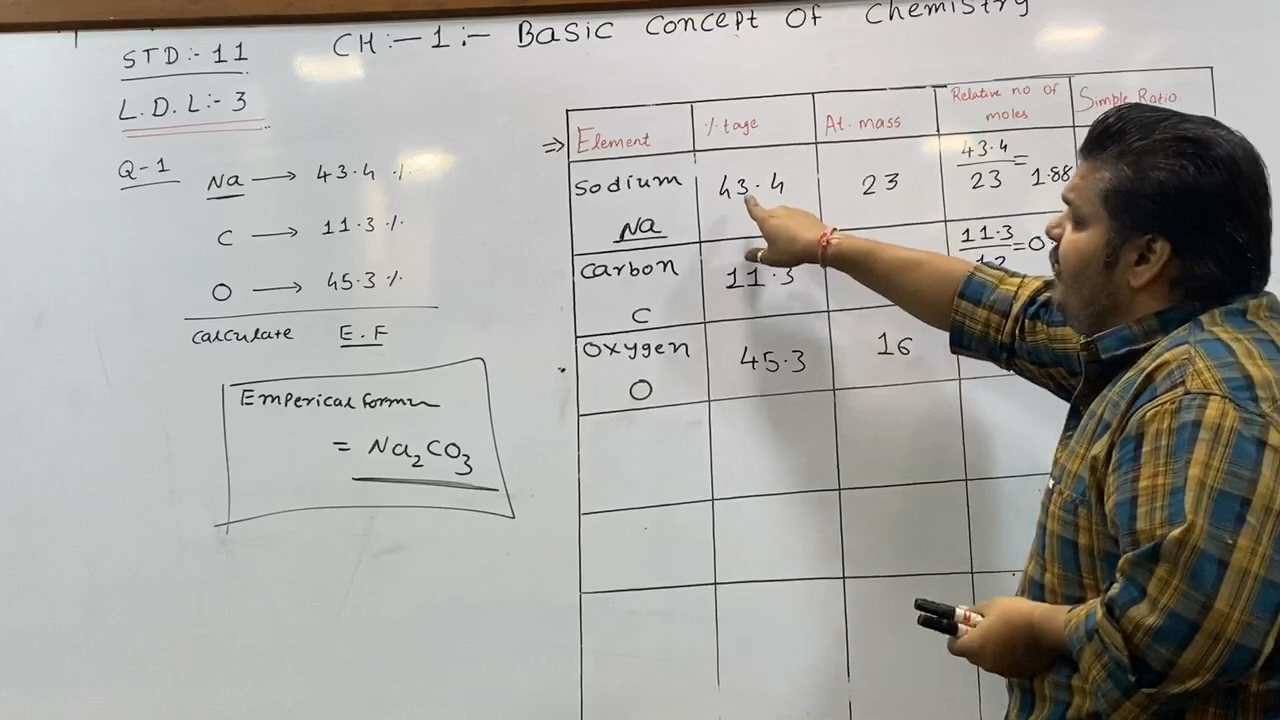 CH:-1:- Basic Concept Of Chemistry
STD:- 11
L.D.L:- 3
Q-1
Na → 43.4 %
C → 11.3 %
O → 45.3 %
calculate E.F
Emperical Formu
= Na₂CO₃
⇒ Element %tage At. mass Relative no of moles Simple Ratio
Sodium Na 43.4 23 43.4/23 = 1.88
Carbon C 11.3 11.3/12 = 0.
Oxygen O 45.3 16